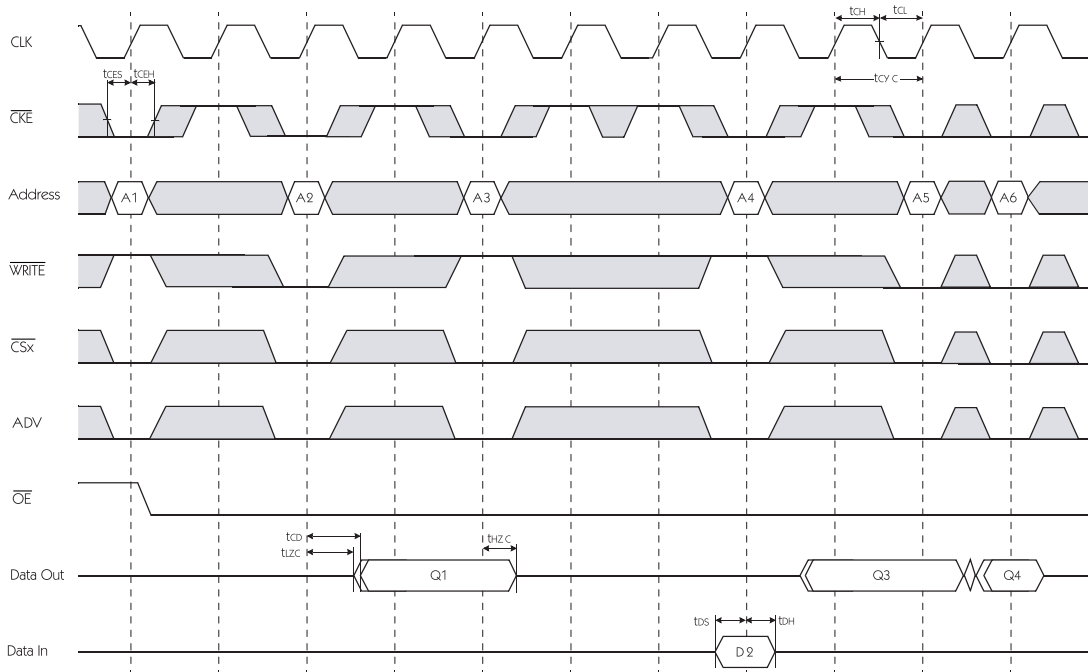 tCH tCL
CLK
tCES tCEH
tCY C
CKE
Address A1 A2 A3 A4 A5 A6
WRITE
CSx
ADV
OE
tCD
tLZC tHZ C
Data Out Q1 Q3 Q4
tDS tDH
Data In D2